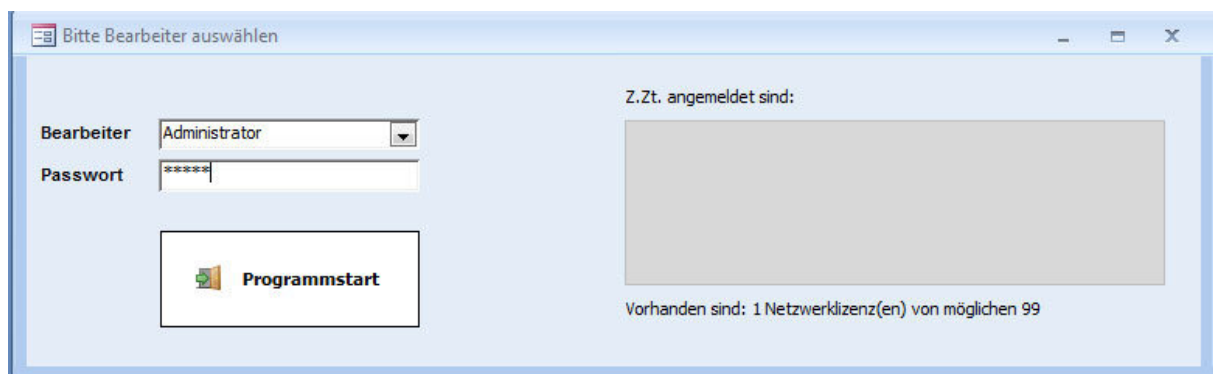 Bitte Bearbeiter auswählen
Bearbeiter Administrator
Passwort *****
Programmstart
Z.Zt. angemeldet sind:
Vorhanden sind: 1 Netzwerklizenz(en) von möglichen 99